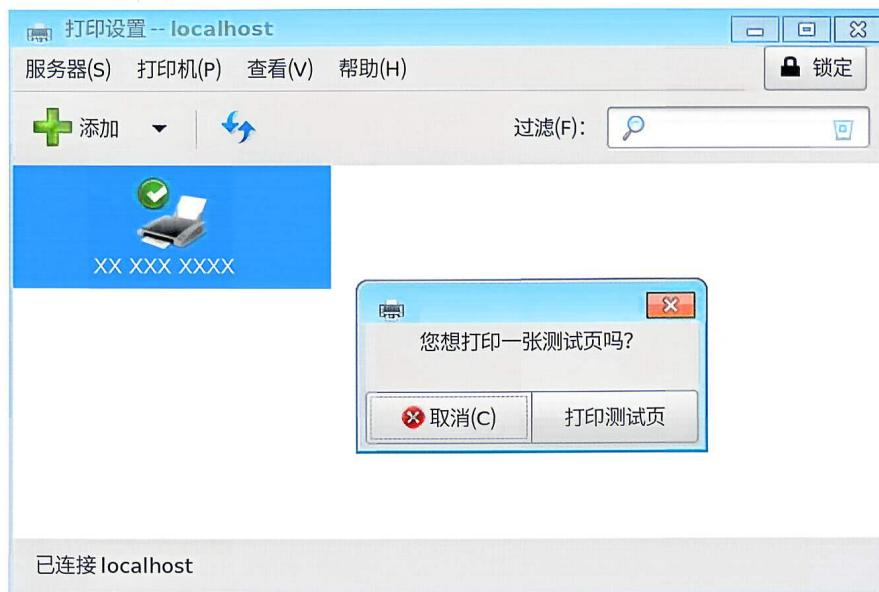 打印设置 -- localhost
服务器(S) 打印机(P) 查看(V) 帮助(H)
锁定
添加
过滤(F):
XX XXX XXXX
您想打印一张测试页吗?
取消(C) 打印测试页
已连接 localhost